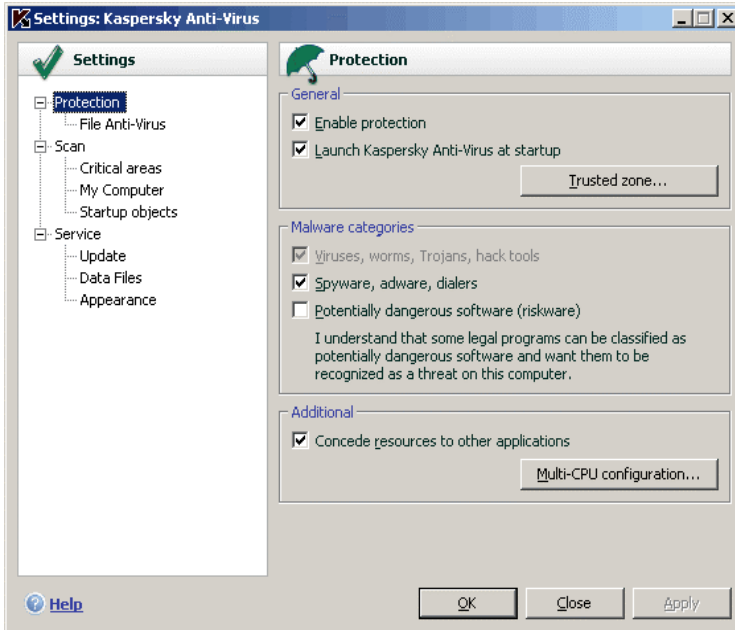 Settings: Kaspersky Anti-Virus
Settings
Protection
File Anti-Virus
Scan
Critical areas
My Computer
Startup objects
Service
Update
Data Files
Appearance
Protection
General
Enable protection
Launch Kaspersky Anti-Virus at startup
Trusted zone...
Malware categories
Viruses, worms, Trojans, hack tools
Spyware, adware, dialers
Potentially dangerous software (riskware)
I understand that some legal programs can be classified as
potentially dangerous software and want them to be
recognized as a threat on this computer.
Additional
Concede resources to other applications
Multi-CPU configuration...
Help
OK
Close
Apply